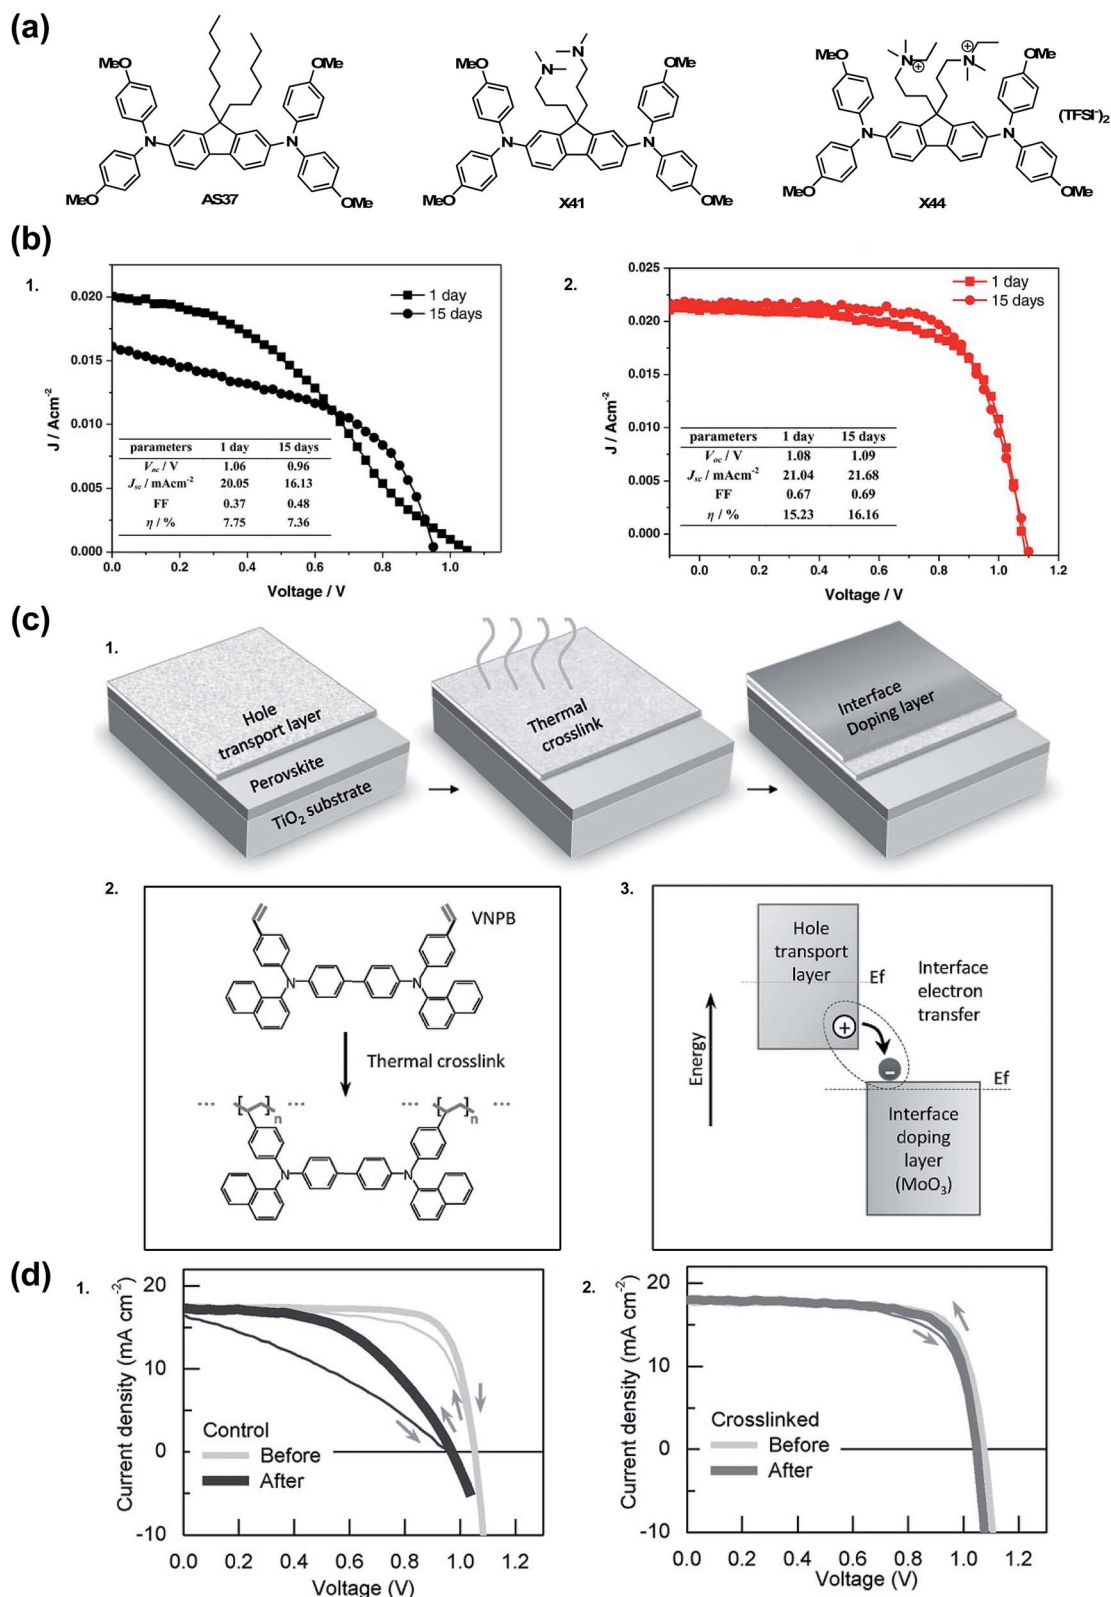 (a)
MeO
OMe
N
N
MeO
OMe
AS37
N
N
MeO
OMe
N
N
MeO
OMe
X41
N
⊕
N
⊕
MeO
OMe
N
N
MeO
OMe
(TFSI⁻)₂
X44
(b)
1.
J / Acm⁻²
0.020
0.015
0.010
0.005
0.000
1 day
15 days
parameters 1 day 15 days
Voc / V 1.06 0.96
Jsc / mAcm⁻² 20.05 16.13
FF 0.37 0.48
η / % 7.75 7.36
0.0 0.2 0.4 0.6 0.8 1.0
Voltage / V
2.
J / Acm⁻²
0.025
0.020
0.015
0.010
0.005
0.000
1 day
15 days
parameters 1 day 15 days
Voc / V 1.08 1.09
Jsc / mAcm⁻² 21.04 21.68
FF 0.67 0.69
η / % 15.23 16.16
0.0 0.2 0.4 0.6 0.8 1.0 1.2
Voltage / V
(c)
1.
Hole
transport layer
Perovskite
TiO₂ substrate
Thermal
crosslink
Interface
Doping layer
2.
VNPB
N
N
Thermal crosslink
... [ ]n ... ... [ ]n ...
N
N
3.
Hole
transport
layer
Ef
Interface
electron
transfer
+
−
Energy
Ef
Interface
doping
layer
(MoO₃)
(d)
1.
Current density (mA cm⁻²)
20
10
0
-10
Control
Before
After
0.0 0.2 0.4 0.6 0.8 1.0 1.2
Voltage (V)
2.
Current density (mA cm⁻²)
20
10
0
-10
Crosslinked
Before
After
0.0 0.2 0.4 0.6 0.8 1.0 1.2
Voltage (V)